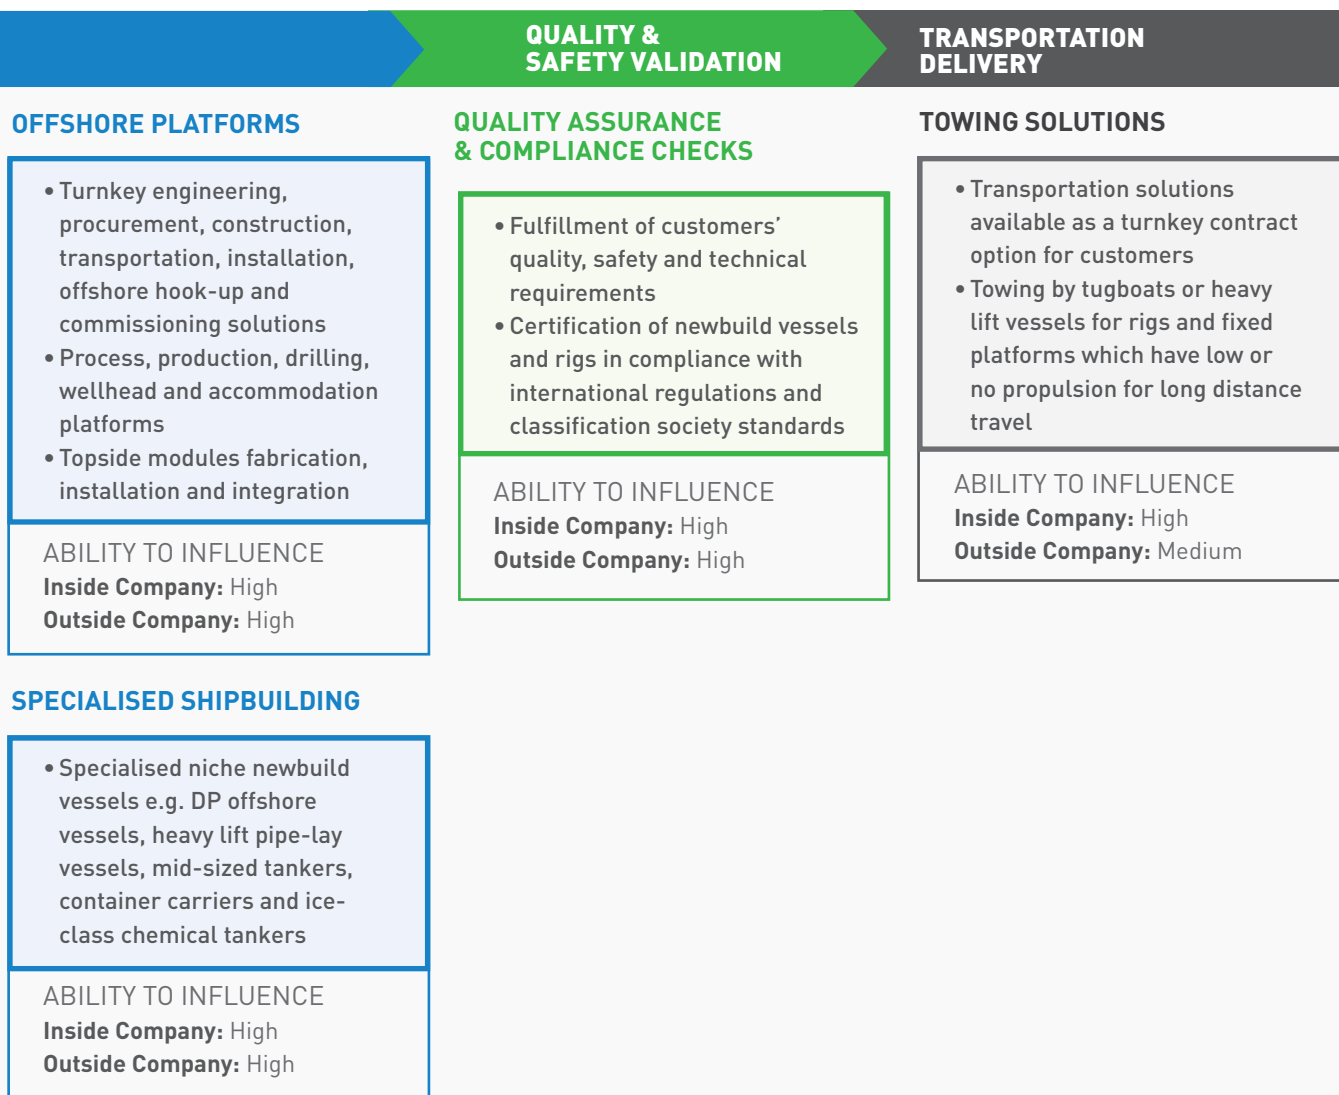 QUALITY &
SAFETY VALIDATION
TRANSPORTATION
DELIVERY
OFFSHORE PLATFORMS
• Turnkey engineering,
procurement, construction,
transportation, installation,
offshore hook-up and
commissioning solutions
• Process, production, drilling,
wellhead and accommodation
platforms
• Topside modules fabrication,
installation and integration
ABILITY TO INFLUENCE
Inside Company: High
Outside Company: High
SPECIALISED SHIPBUILDING
• Specialised niche newbuild
vessels e.g. DP offshore
vessels, heavy lift pipe-lay
vessels, mid-sized tankers,
container carriers and ice-
class chemical tankers
ABILITY TO INFLUENCE
Inside Company: High
Outside Company: High
QUALITY ASSURANCE
& COMPLIANCE CHECKS
• Fulfillment of customers’
quality, safety and technical
requirements
• Certification of newbuild vessels
and rigs in compliance with
international regulations and
classification society standards
ABILITY TO INFLUENCE
Inside Company: High
Outside Company: High
TOWING SOLUTIONS
• Transportation solutions
available as a turnkey contract
option for customers
• Towing by tugboats or heavy
lift vessels for rigs and fixed
platforms which have low or
no propulsion for long distance
travel
ABILITY TO INFLUENCE
Inside Company: High
Outside Company: Medium